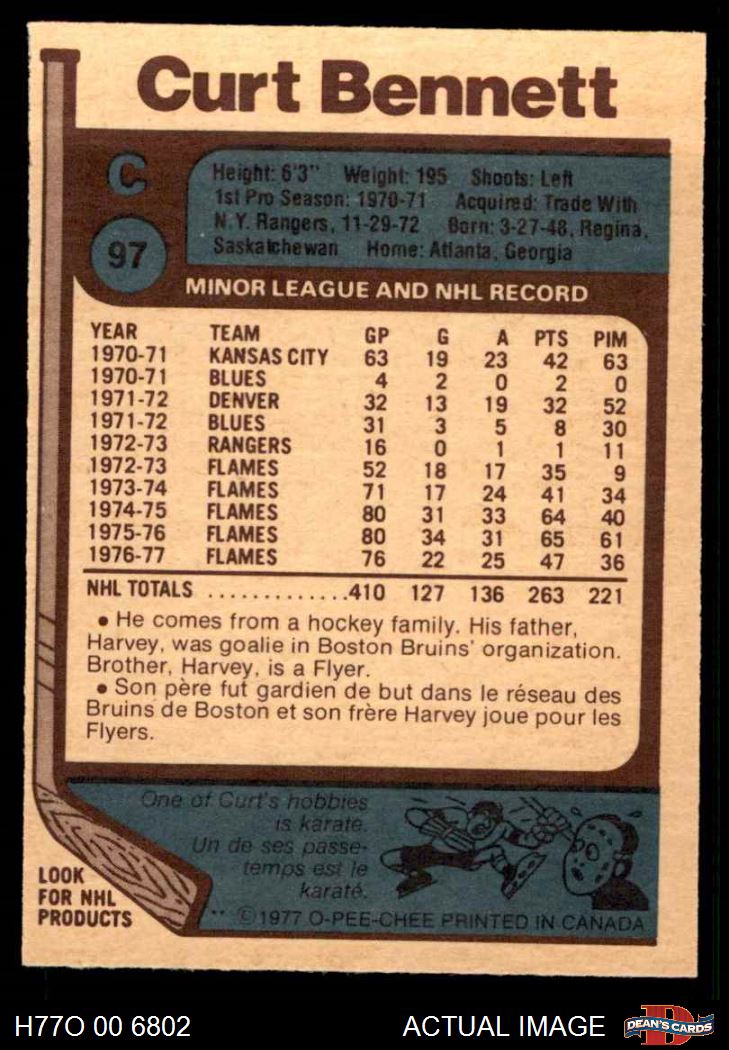 Curt Bennett
C
97
Height: 6'3" Weight: 195 Shoots: Left
1st Pro Season: 1970-71 Acquired: Trade With
N.Y. Rangers, 11-29-72 Born: 3-27-48, Regina,
Saskatchewan Home: Atlanta, Georgia
MINOR LEAGUE AND NHL RECORD
YEAR TEAM GP G A PTS PIM
1970-71 KANSAS CITY 63 19 23 42 63
1970-71 BLUES 4 2 0 2 0
1971-72 DENVER 32 13 19 32 52
1971-72 BLUES 31 3 5 8 30
1972-73 RANGERS 16 0 1 1 11
1972-73 FLAMES 52 18 17 35 9
1973-74 FLAMES 71 17 24 41 34
1974-75 FLAMES 80 31 33 64 40
1975-76 FLAMES 80 34 31 65 61
1976-77 FLAMES 76 22 25 47 36
NHL TOTALS .............410 127 136 263 221
• He comes from a hockey family. His father,
Harvey, was goalie in Boston Bruins' organization.
Brother, Harvey, is a Flyer.
• Son père fut gardien de but dans le réseau des
Bruins de Boston et son frère Harvey joue pour les
Flyers.
One of Curt's hobbies
is karate.
Un de ses passe-
temps est le
karaté.
LOOK
FOR NHL
PRODUCTS
** ©1977 O-PEE-CHEE PRINTED IN CANADA
H77O 00 6802 ACTUAL IMAGE DEAN'S CARDS